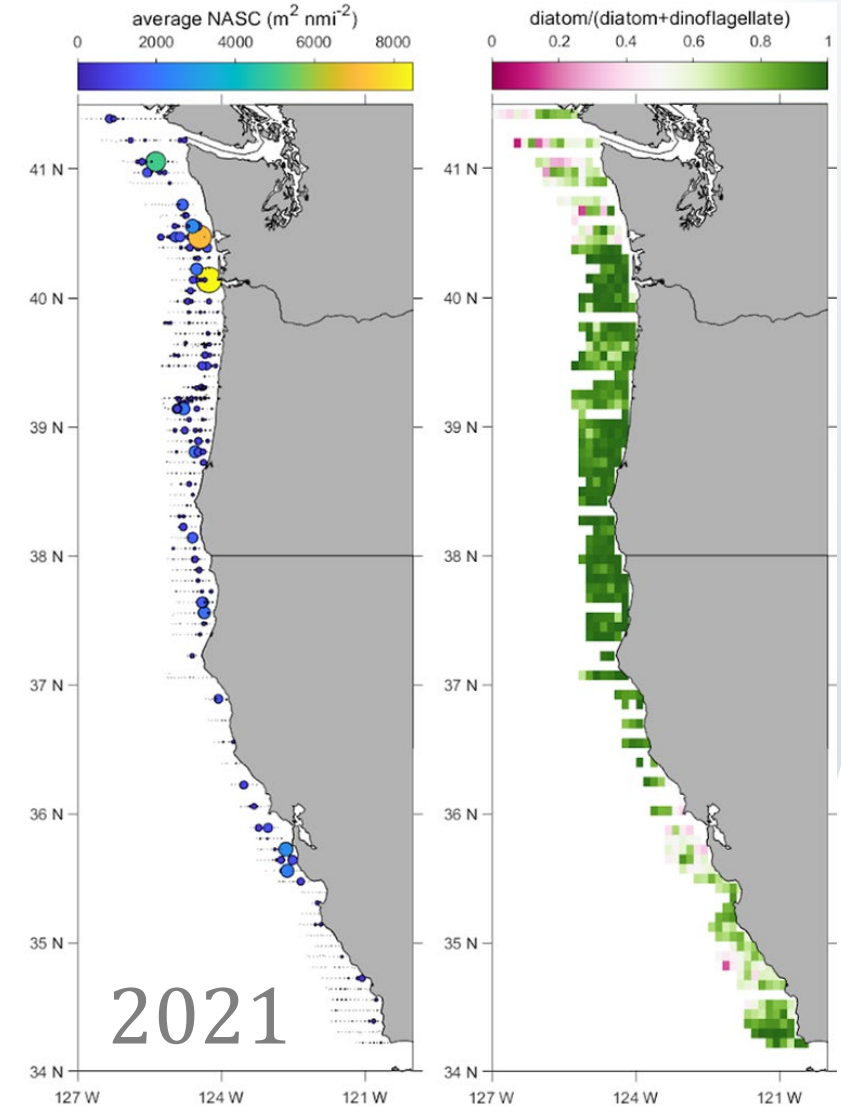 average NASC (m² nmi⁻²)
0 2000 4000 6000 8000
41 N
40 N
39 N
38 N
37 N
36 N
35 N
34 N
127 W 124 W 121 W
2021
diatom/(diatom+dinoflagellate)
0 0.2 0.4 0.6 0.8 1
41 N
40 N
39 N
38 N
37 N
36 N
35 N
34 N
127 W 124 W 121 W